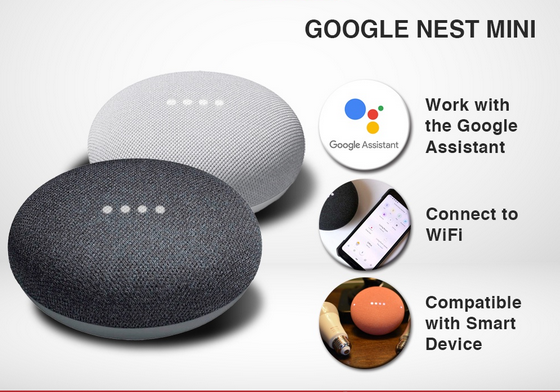 GOOGLE NEST MINI
Google Assistant
Work with
the Google
Assistant
Connect to
WiFi
Compatible
with Smart
Device